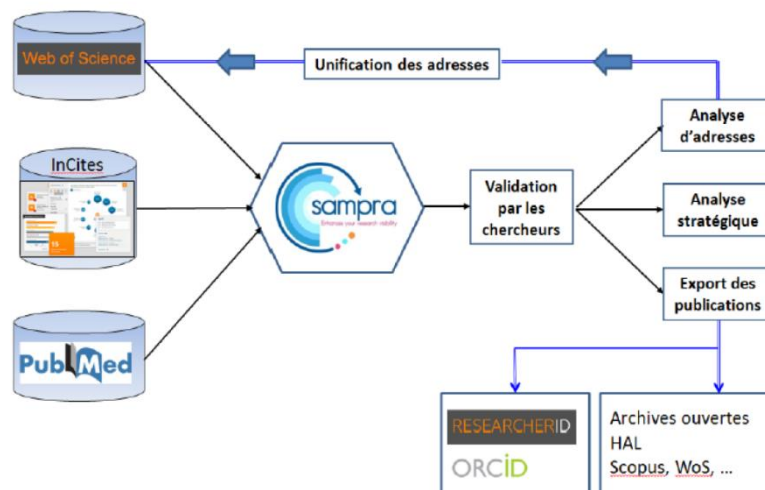 Web of Science
Unification des adresses
Analyse
d'adresses
InCites
sampra
Enhance your research visibility
Validation
par les
chercheurs
Analyse
stratégique
Export des
publications
PubMed
RESEARCHERID
ORCID
Archives ouvertes
HAL
Scopus, WoS, ...